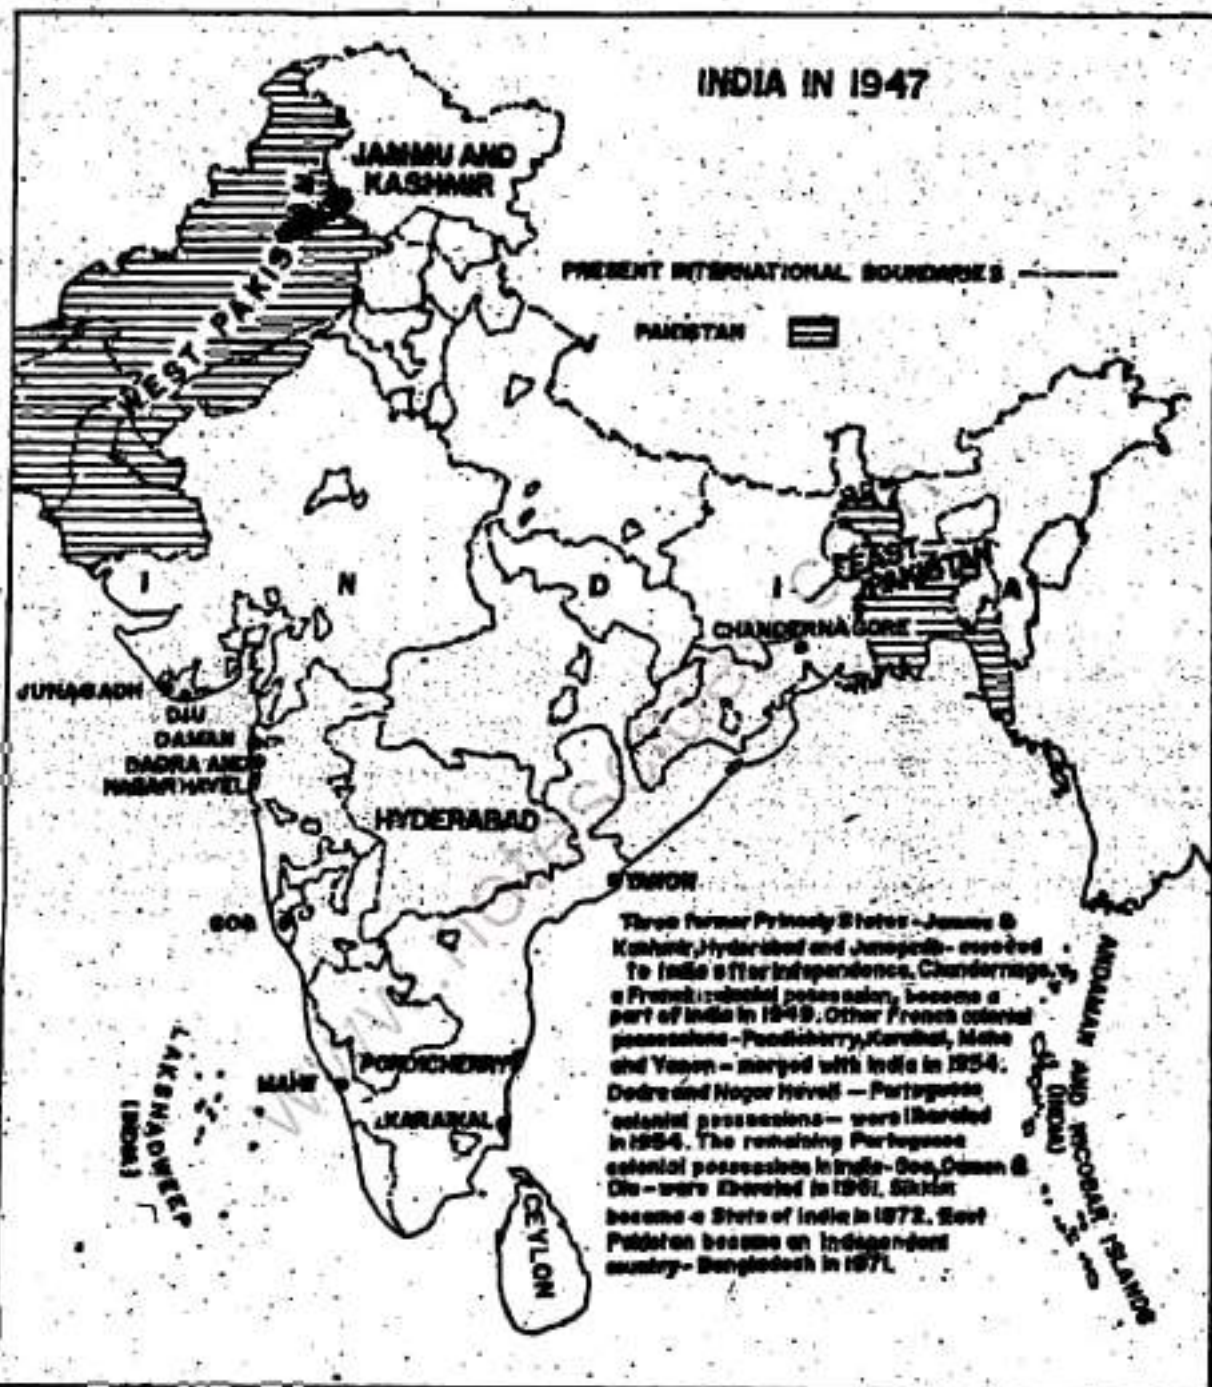 INDIA IN 1947
JAMMU AND
KASHMIR
PRESENT INTERNATIONAL BOUNDARIES
PAKISTAN
WEST PAKIS N
EAST
PAKISTAN
I N D I A
CHANDERNAGORE
JUNAGADH
DIU
DAMAN
DADRA AND
NAGAR HAVELI
HYDERABAD
YANON
GOA
Three former Princely States - Jammu &
Kashmir, Hyderabad and Junagadh - acceded
to India after independence, Chandernagore,
a French colonial possession, became a
part of India in 1949. Other French colonial
possessions - Pondicherry, Karaikal, Mahe
and Yanon - merged with India in 1954.
Dadra and Nagar Haveli — Portuguese
colonial possessions — were liberated
in 1954. The remaining Portuguese
colonial possessions in India - Goa, Daman &
Diu - were liberated in 1961. Sikkim
became a State of India in 1972. East
Pakistan became an independent
country - Bangladesh in 1971.
PONDICHERRY
MAHE
KARAIKAL
LAKSHADWEEP
(INDIA)
CEYLON
ANDAMAN AND NICOBAR ISLANDS
(INDIA)